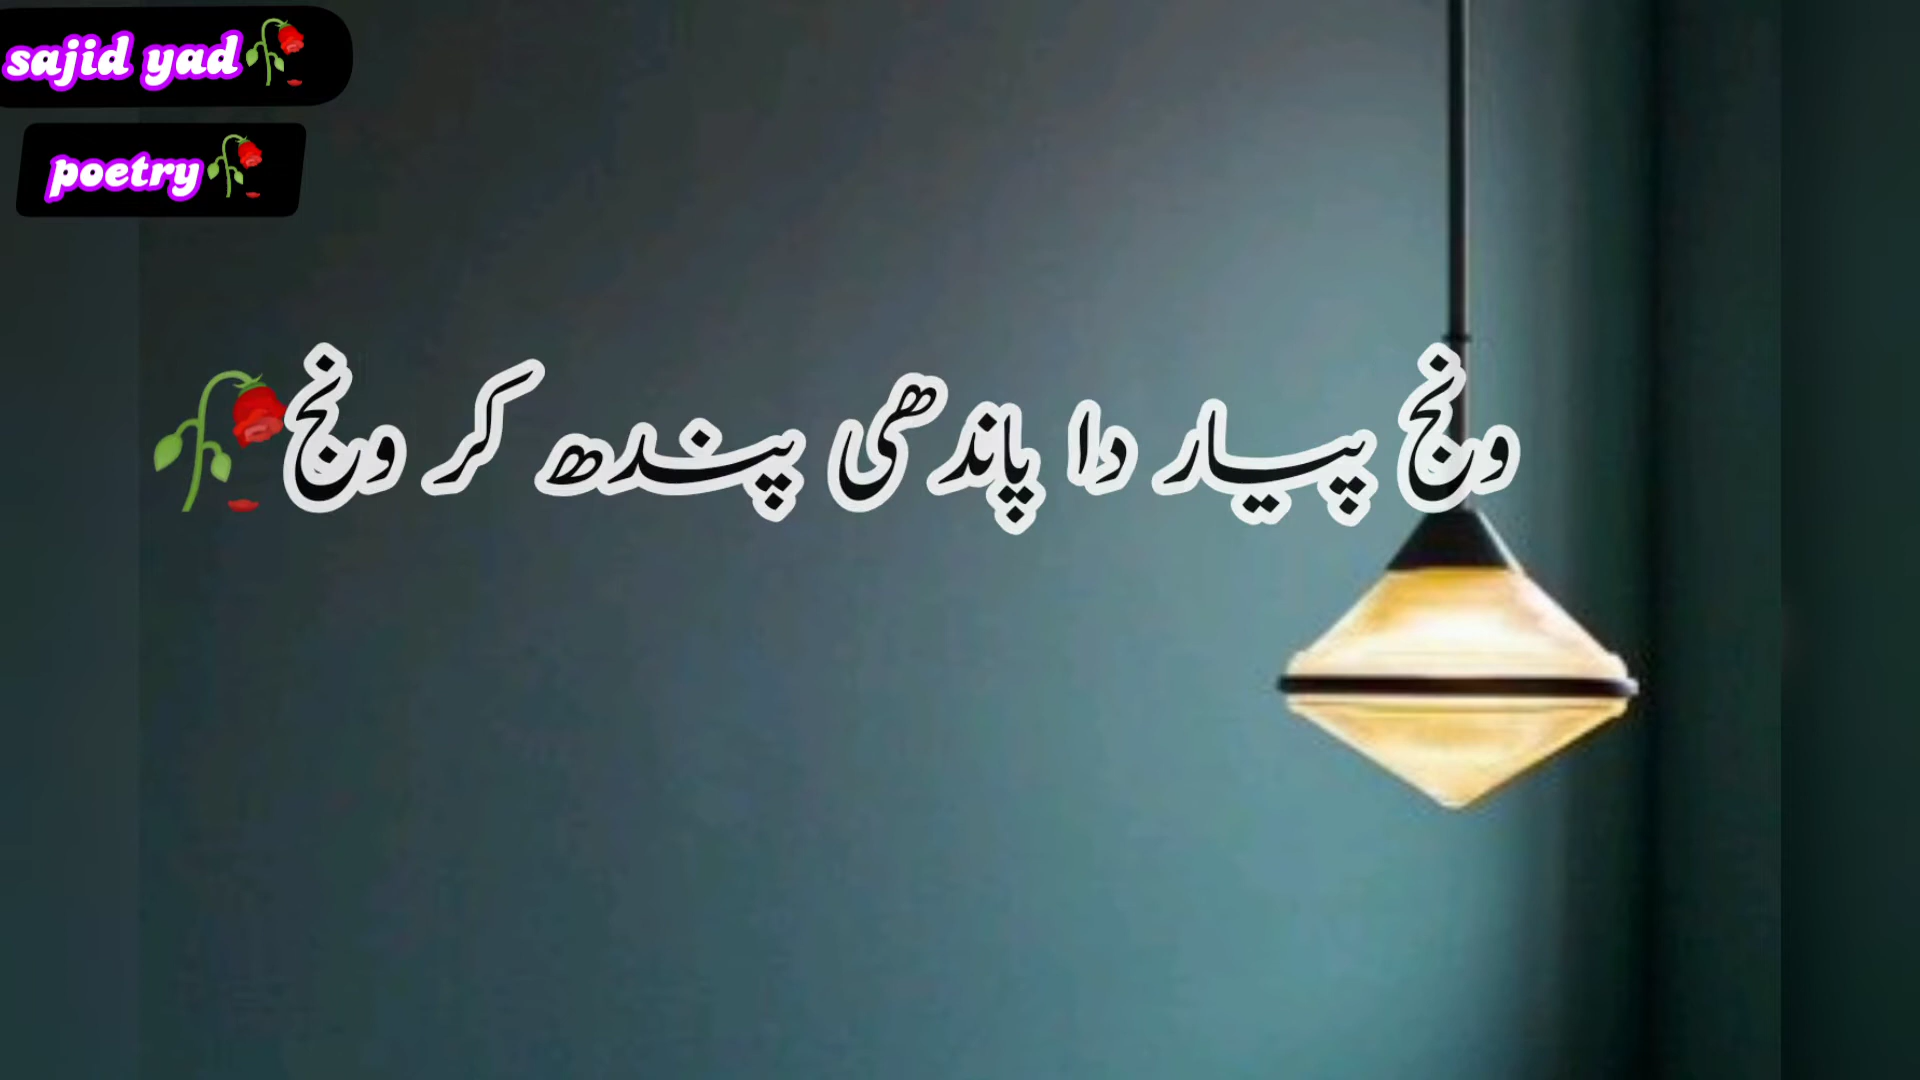 sajid yad🥀
poetry🥀
ونج پیار دا پاندھی پندھ کر ونج🥀